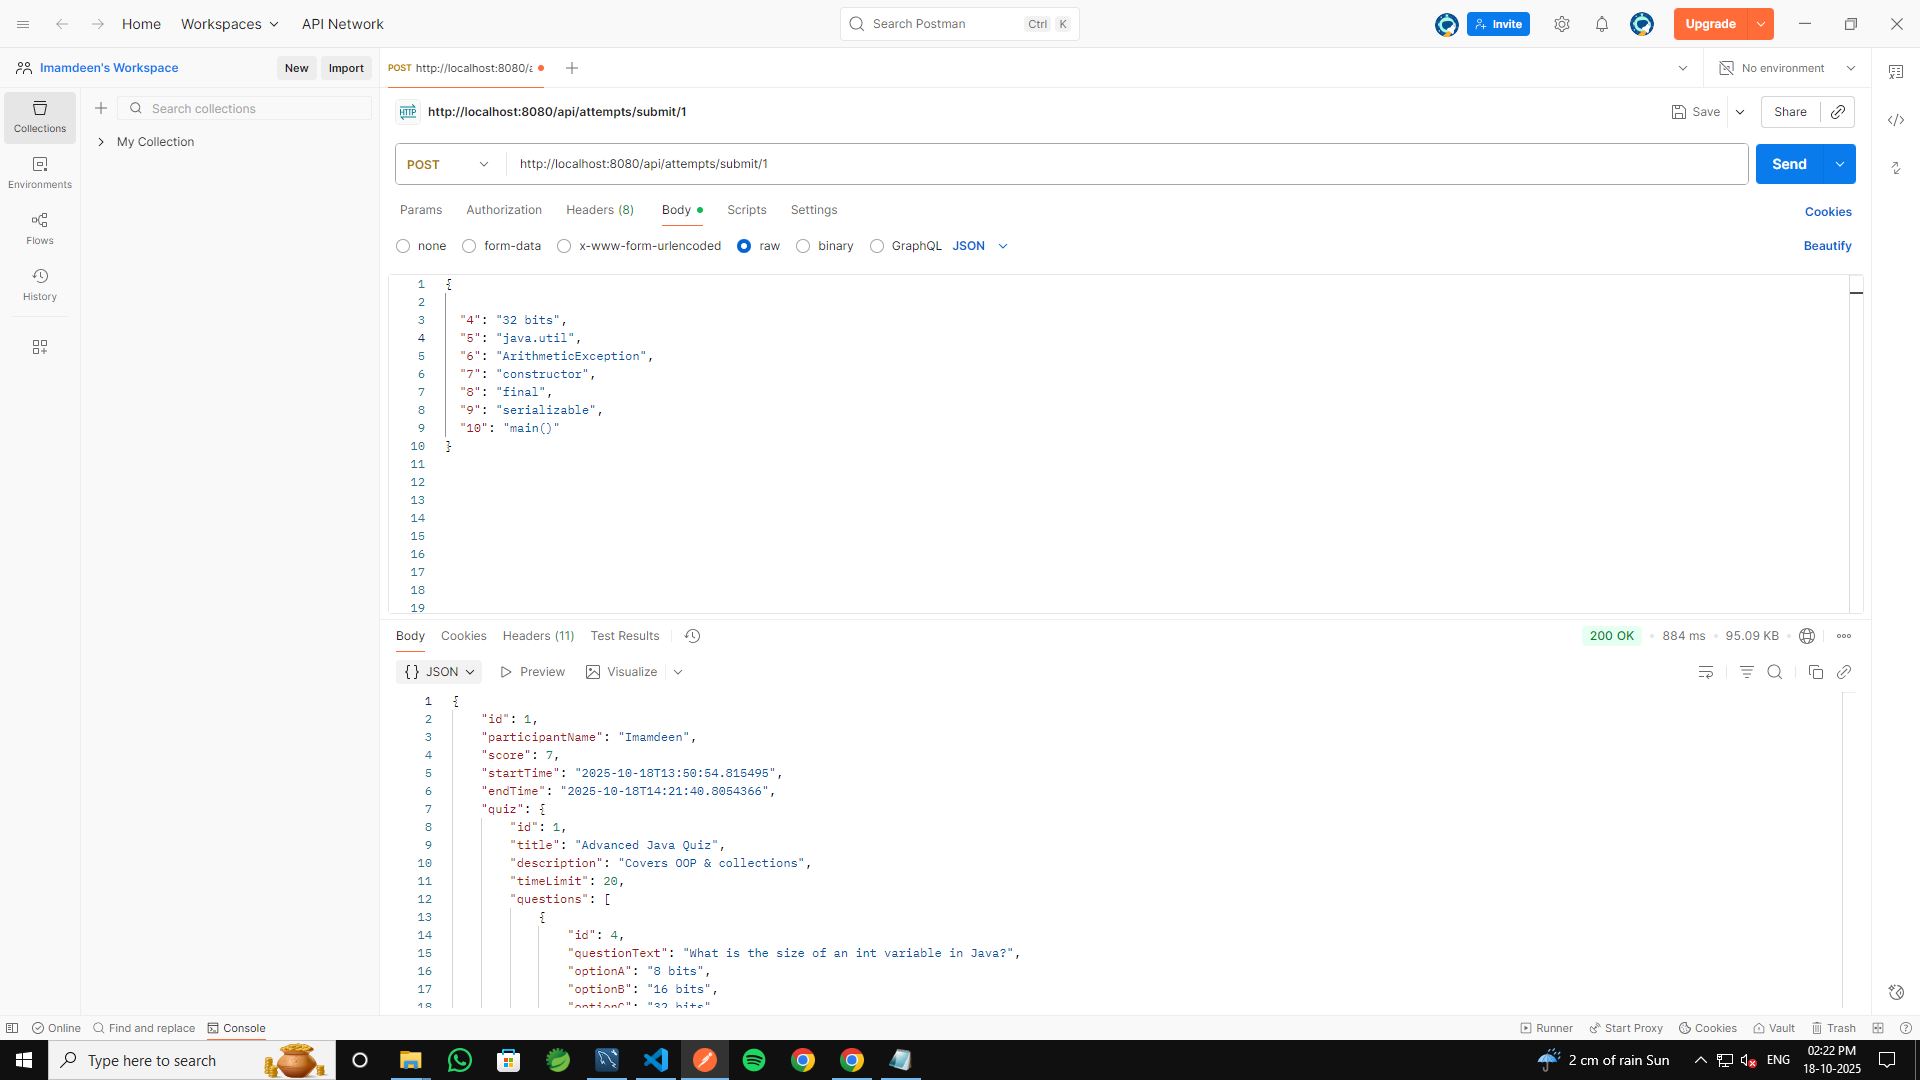 Home
Workspaces
API Network
Search Postman
Ctrl
K
Invite
Upgrade
Imamdeen's Workspace
New
Import
POST http://localhost:8080/a
No environment
Collections
Environments
Flows
History
Search collections
My Collection
HTTP
http://localhost:8080/api/attempts/submit/1
Save
Share
POST
http://localhost:8080/api/attempts/submit/1
Send
Params
Authorization
Headers (8)
Body
Scripts
Settings
Cookies
none
form-data
x-www-form-urlencoded
raw
binary
GraphQL
JSON
Beautify
1 {
2
3 "4": "32 bits",
4 "5": "java.util",
5 "6": "ArithmeticException",
6 "7": "constructor",
7 "8": "final",
8 "9": "serializable",
9 "10": "main()"
10 }
11
12
13
14
15
16
17
18
19
Body
Cookies
Headers (11)
Test Results
200 OK
884 ms
95.09 KB
{} JSON
Preview
Visualize
1 {
2 "id": 1,
3 "participantName": "Imamdeen",
4 "score": 7,
5 "startTime": "2025-10-18T13:50:54.815495",
6 "endTime": "2025-10-18T14:21:40.8054366",
7 "quiz": {
8 "id": 1,
9 "title": "Advanced Java Quiz",
10 "description": "Covers OOP & collections",
11 "timeLimit": 20,
12 "questions": [
13 {
14 "id": 4,
15 "questionText": "What is the size of an int variable in Java?",
16 "optionA": "8 bits",
17 "optionB": "16 bits",
18 "optionC": "32 bits"
Online
Find and replace
Console
Runner
Start Proxy
Cookies
Vault
Trash
Type here to search
2 cm of rain Sun
ENG
02:22 PM
18-10-2025